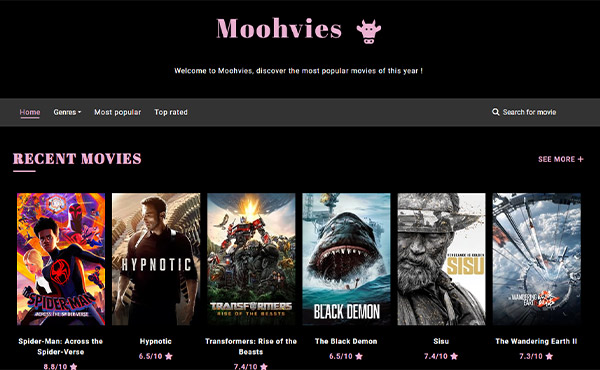 Moohvies
Welcome to Moohvies, discover the most popular movies of this year !
Home Genres Most popular Top rated Search for movie
RECENT MOVIES
SEE MORE +
SPIDER-MAN
ACROSS THE SPIDER-VERSE
HYPNOTIC
TRANSFORMERS
RISE OF THE BEASTS
BLACK DEMON
VENGEANCE IS GOLDEN
SISU
THE WANDERING EARTH II
Spider-Man: Across the Spider-Verse
8.8/10
Hypnotic
6.5/10
Transformers: Rise of the Beasts
7.4/10
The Black Demon
6.5/10
Sisu
7.4/10
The Wandering Earth II
7.3/10